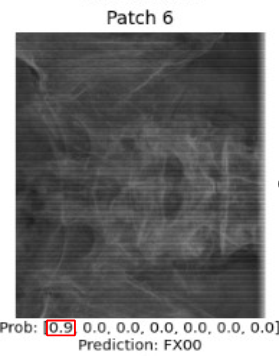 Patch 6
Prob: [0.9, 0.0, 0.0, 0.0, 0.0, 0.0, 0.0]
Prediction: FX00